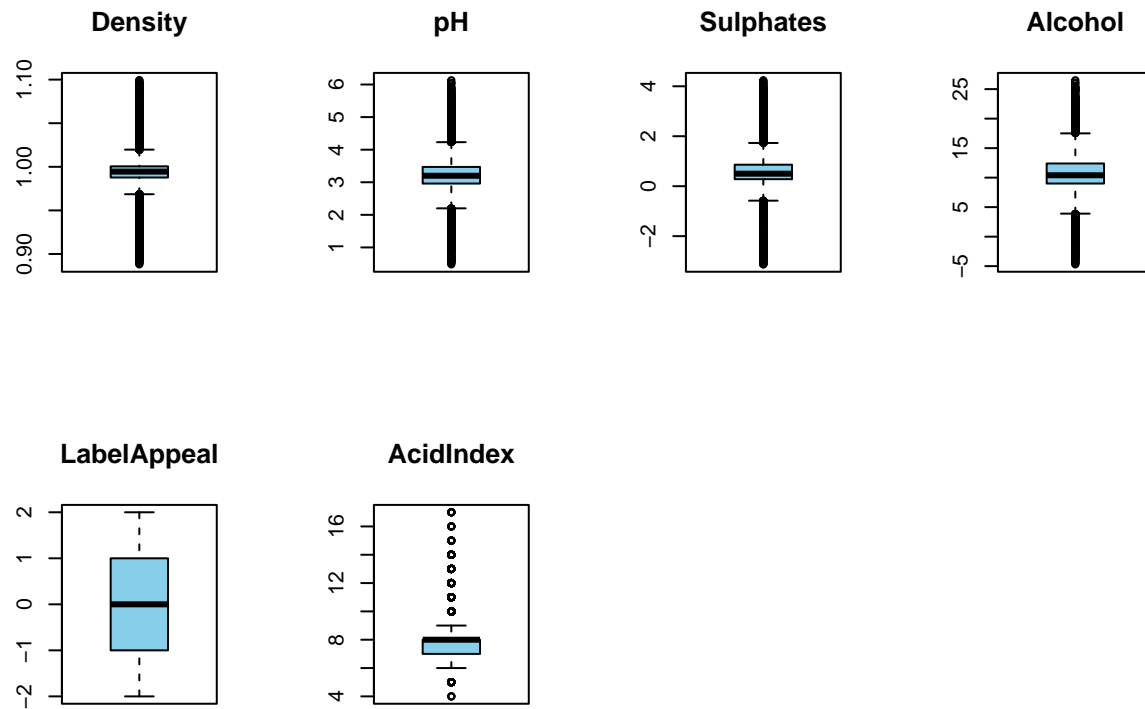 Density
pH
Sulphates
Alcohol
0.90 1.00 1.10
1 2 3 4 5 6
−2 0 2 4
−5 5 15 25
LabelAppeal
AcidIndex
−2 −1 0 1 2
4 8 12 16